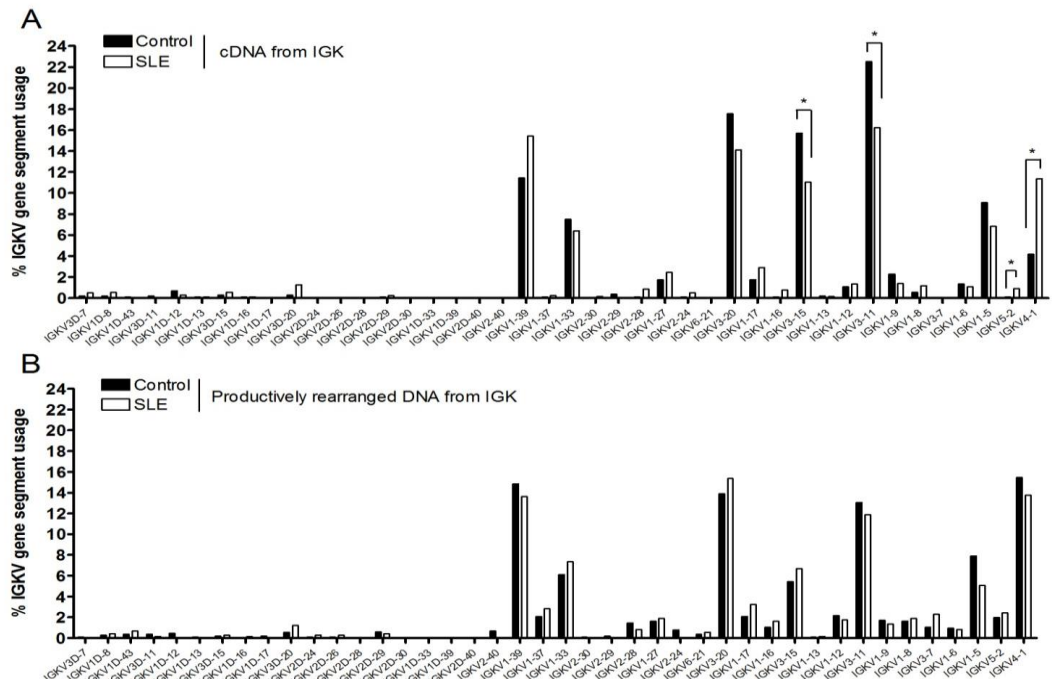 A
Control
SLE
cDNA from IGK
% IGKV gene segment usage
24
22
20
18
16
14
12
10
8
6
4
2
0
*
*
*
*
IGKV3D-7
IGKV1D-8
IGKV1D-43
IGKV3D-11
IGKV1D-12
IGKV1D-13
IGKV3D-15
IGKV1D-16
IGKV1D-17
IGKV3D-20
IGKV2D-24
IGKV2D-26
IGKV2D-28
IGKV2D-29
IGKV2D-30
IGKV1D-33
IGKV1D-39
IGKV2D-40
IGKV2-40
IGKV1-39
IGKV1-37
IGKV1-33
IGKV2-30
IGKV2-29
IGKV2-28
IGKV1-27
IGKV2-24
IGKV6-21
IGKV3-20
IGKV1-17
IGKV1-16
IGKV3-15
IGKV1-13
IGKV1-12
IGKV3-11
IGKV1-9
IGKV1-8
IGKV3-7
IGKV1-6
IGKV1-5
IGKV5-2
IGKV4-1
B
Control
SLE
Productively rearranged DNA from IGK
% IGKV gene segment usage
24
22
20
18
16
14
12
10
8
6
4
2
0
IGKV3D-7
IGKV1D-8
IGKV1D-43
IGKV3D-11
IGKV1D-12
IGKV1D-13
IGKV3D-15
IGKV1D-16
IGKV1D-17
IGKV3D-20
IGKV2D-24
IGKV2D-26
IGKV2D-28
IGKV2D-29
IGKV2D-30
IGKV1D-33
IGKV1D-39
IGKV2D-40
IGKV2-40
IGKV1-39
IGKV1-37
IGKV1-33
IGKV2-30
IGKV2-29
IGKV2-28
IGKV1-27
IGKV2-24
IGKV6-21
IGKV3-20
IGKV1-17
IGKV1-16
IGKV3-15
IGKV1-13
IGKV1-12
IGKV3-11
IGKV1-9
IGKV1-8
IGKV3-7
IGKV1-6
IGKV1-5
IGKV5-2
IGKV4-1